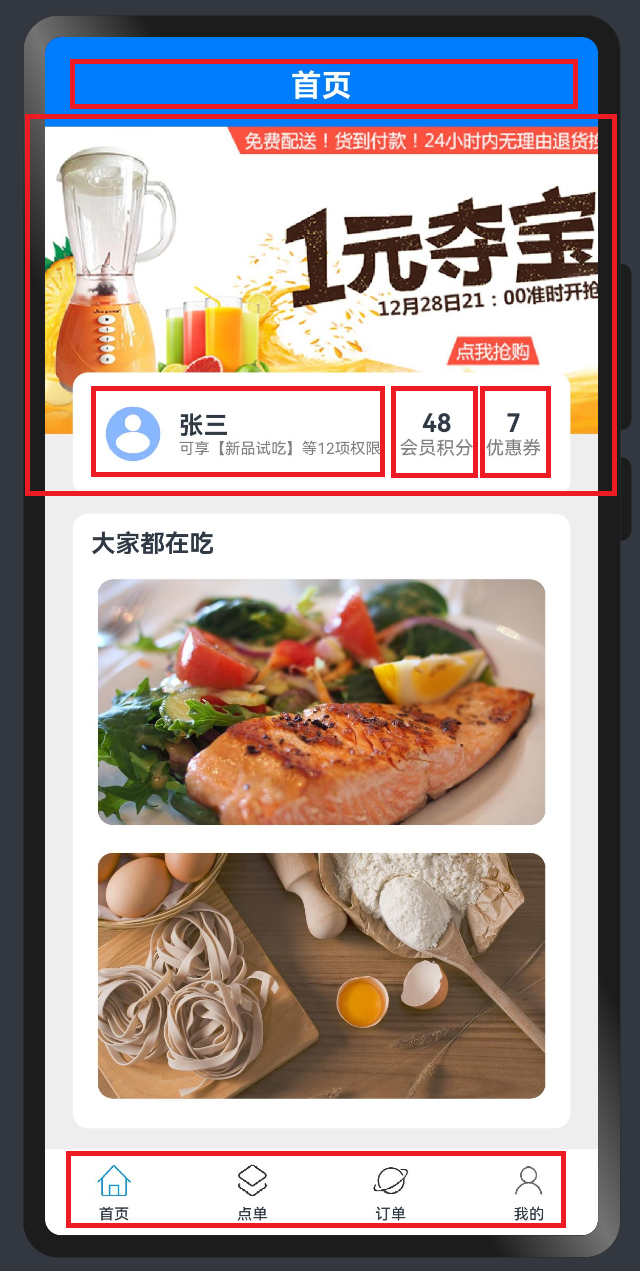 首页
免费配送！货到付款！24小时内无理由退货
1元夺宝
12月28日21：00准时开抢
点我抢购
张三
48
7
可享【新品试吃】等12项权限
会员积分
优惠券
大家都在吃
首页
点单
订单
我的